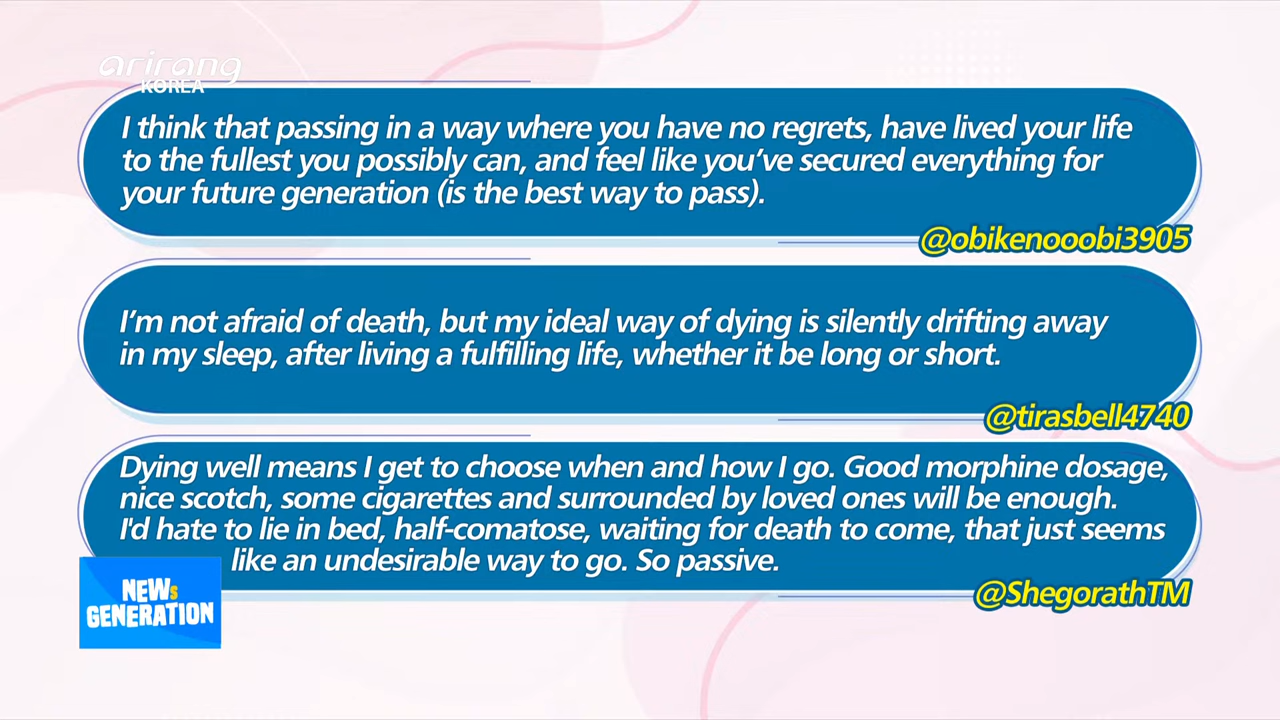 arirang
KOREA
I think that passing in a way where you have no regrets, have lived your life
to the fullest you possibly can, and feel like you’ve secured everything for
your future generation (is the best way to pass).
@obikenooobi3905
I’m not afraid of death, but my ideal way of dying is silently drifting away
in my sleep, after living a fulfilling life, whether it be long or short.
@tirasbell4740
Dying well means I get to choose when and how I go. Good morphine dosage,
nice scotch, some cigarettes and surrounded by loved ones will be enough.
I'd hate to lie in bed, half-comatose, waiting for death to come, that just seems
like an undesirable way to go. So passive.
@ShegorathTM
NEWs
GENERATION